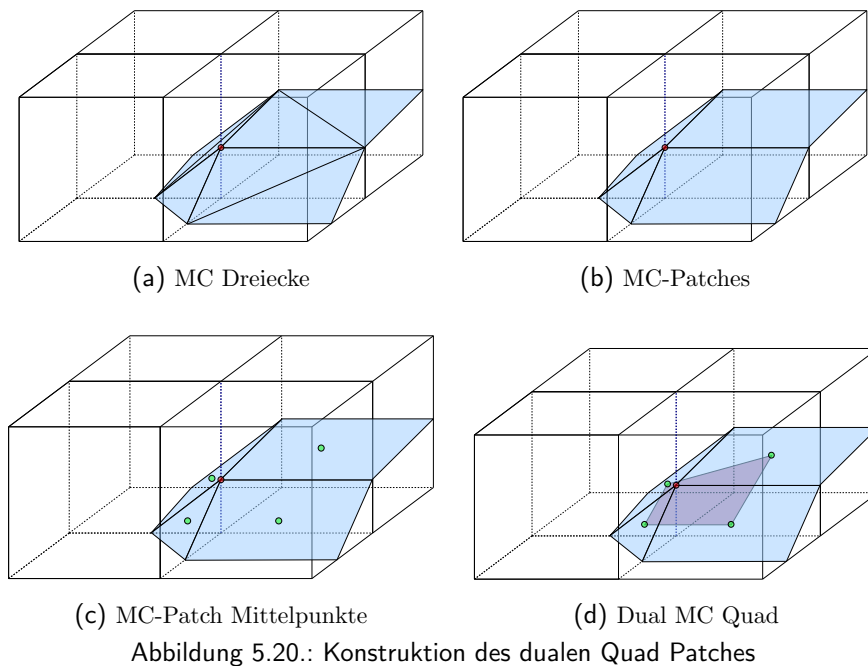 (a) MC Dreiecke
(b) MC-Patches
(c) MC-Patch Mittelpunkte
(d) Dual MC Quad
Abbildung 5.20.: Konstruktion des dualen Quad Patches